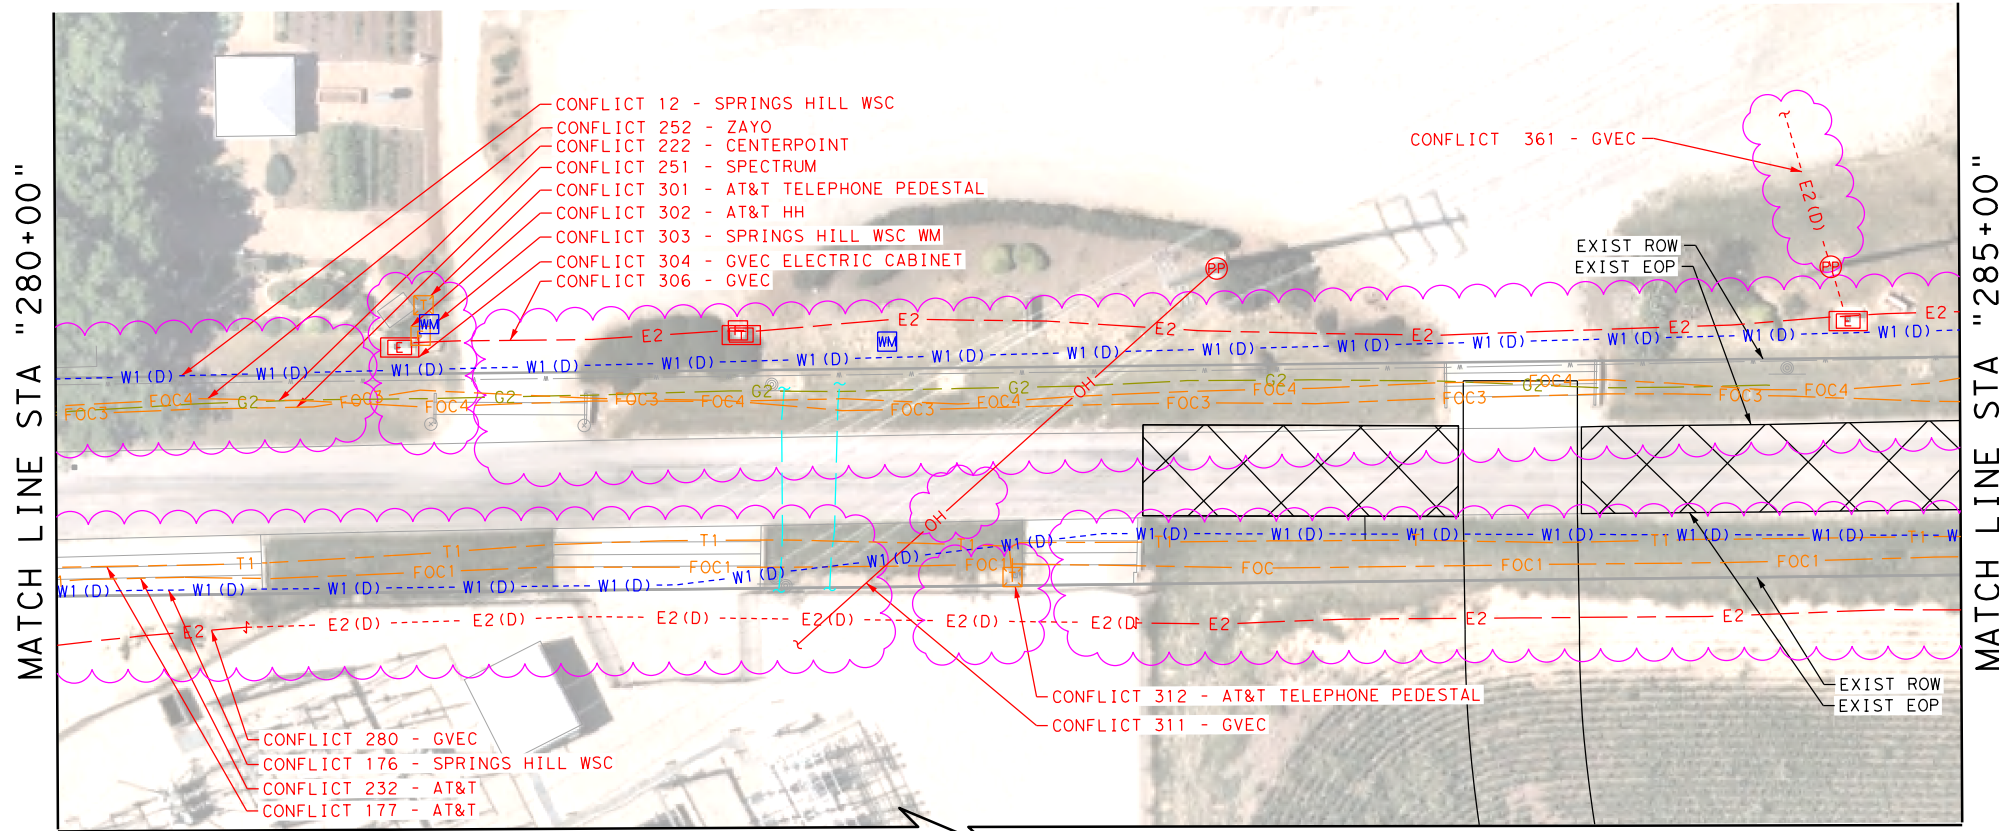 MATCH LINE STA "280+00"
CONFLICT 12 - SPRINGS HILL WSC
CONFLICT 252 - ZAYO
CONFLICT 222 - CENTERPOINT
CONFLICT 251 - SPECTRUM
CONFLICT 301 - AT&T TELEPHONE PEDESTAL
CONFLICT 302 - AT&T HH
CONFLICT 303 - SPRINGS HILL WSC WM
CONFLICT 304 - GVEC ELECTRIC CABINET
CONFLICT 306 - GVEC
CONFLICT 361 - GVEC
E2(D)
EXIST ROW
EXIST EOP
PP
PP
T
WM
E
E2
T
E2
WM
E2
E2
E2
E
E2
W1(D) W1(D) W1(D) W1(D) W1(D) W1(D) W1(D) W1(D) W1(D) W1(D) W1(D) W1(D) W1(D) W1(D)
FOC3 FOC4 G2 FOC3 FOC4 G2 FOC3 FOC4 G2 FOC3 FOC4 G2 FOC3 FOC4 FOC3 G2 FOC4 FOC3 FOC4
OH
OH
T1 T1 T1 T1 T1 T1 T1
W1(D) W1(D) W1(D) W1(D) W1(D) W1(D) W1(D) W1(D) W1(D) W1(D) W1(D) W1(D) W1(D) W1(D) W
FOC1 FOC1 FOC1 T FOC FOC1 FOC1
E2 E2(D) E2(D) E2(D) E2(D) E2(D) E2(D) E2 E2 E2
CONFLICT 312 - AT&T TELEPHONE PEDESTAL
CONFLICT 311 - GVEC
EXIST ROW
EXIST EOP
CONFLICT 280 - GVEC
CONFLICT 176 - SPRINGS HILL WSC
CONFLICT 232 - AT&T
CONFLICT 177 - AT&T
MATCH LINE STA "285+00"